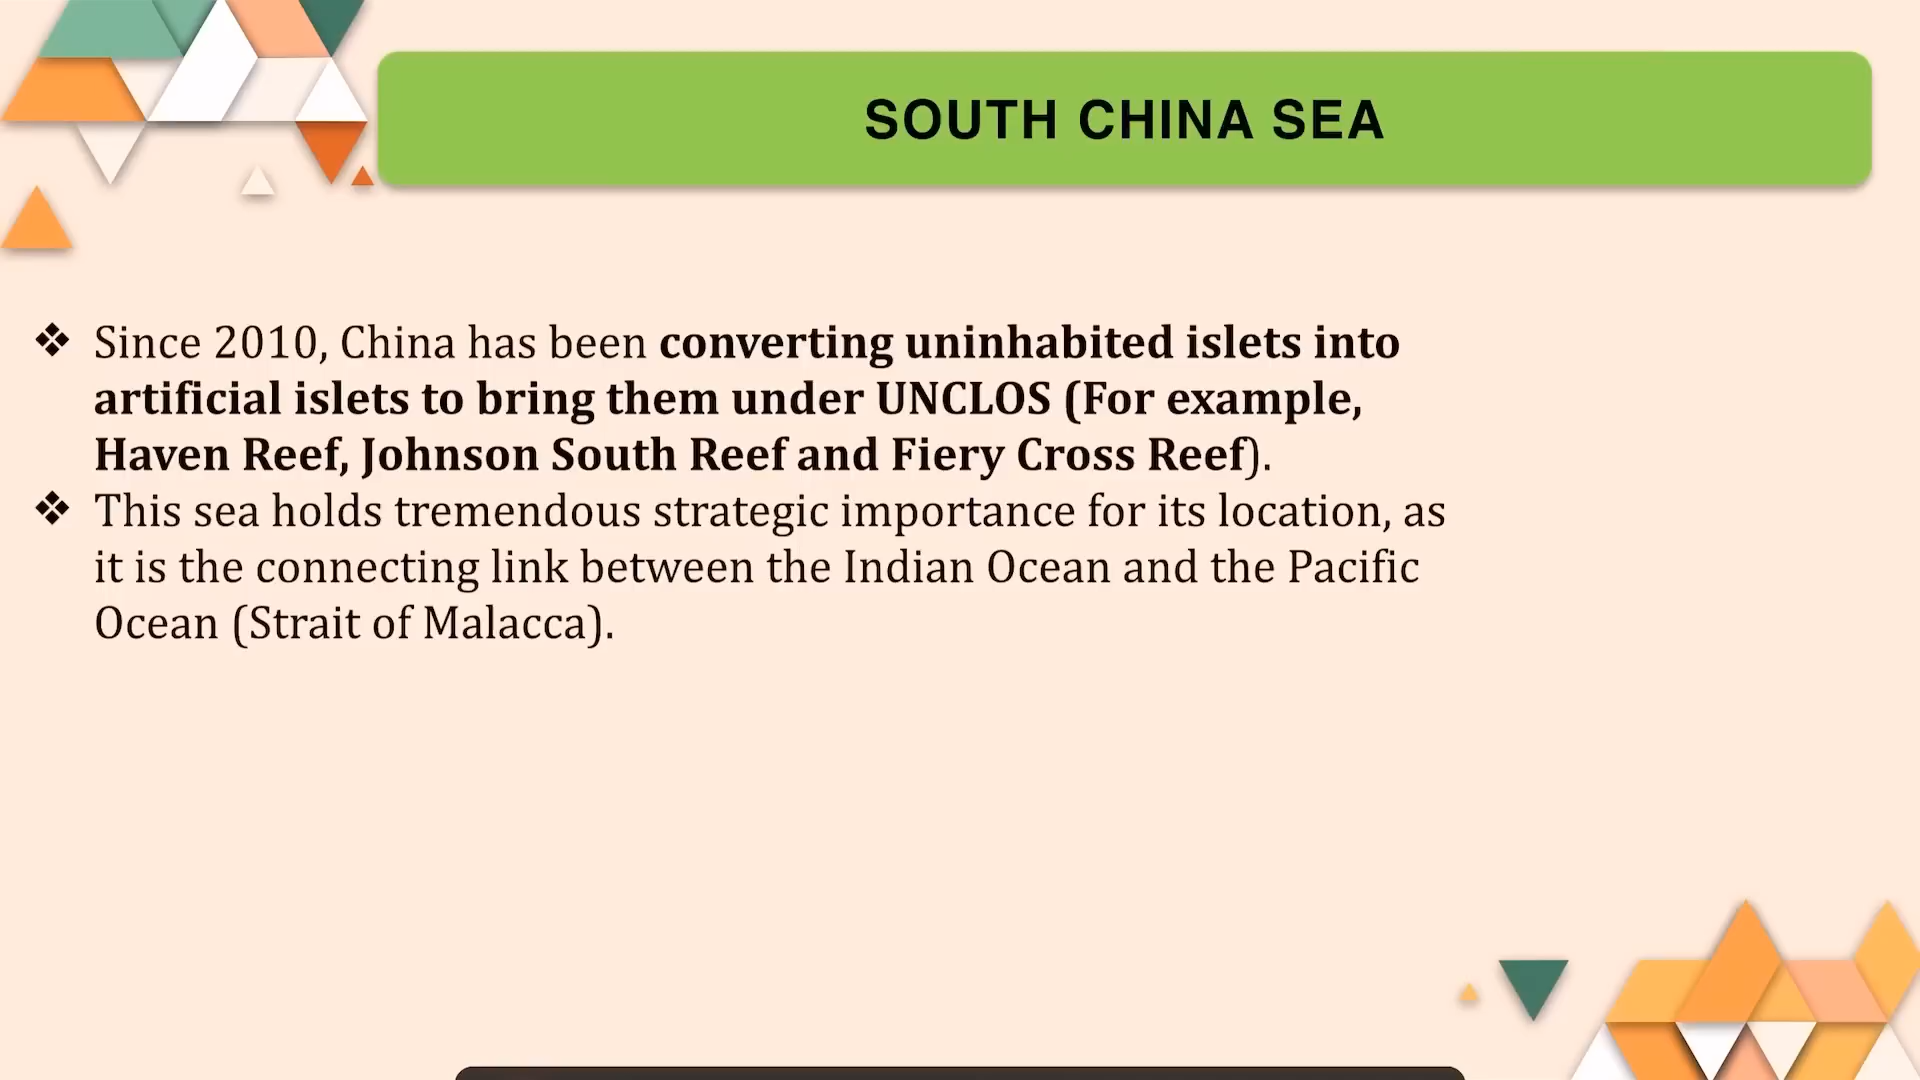 SOUTH CHINA SEA
❖ Since 2010, China has been converting uninhabited islets into
artificial islets to bring them under UNCLOS (For example,
Haven Reef, Johnson South Reef and Fiery Cross Reef).
❖ This sea holds tremendous strategic importance for its location, as
it is the connecting link between the Indian Ocean and the Pacific
Ocean (Strait of Malacca).